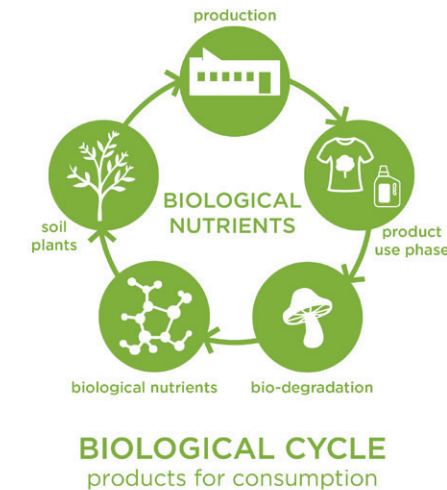 production
BIOLOGICAL
NUTRIENTS
soil
plants
product
use phase
biological nutrients
bio-degradation
BIOLOGICAL CYCLE
products for consumption